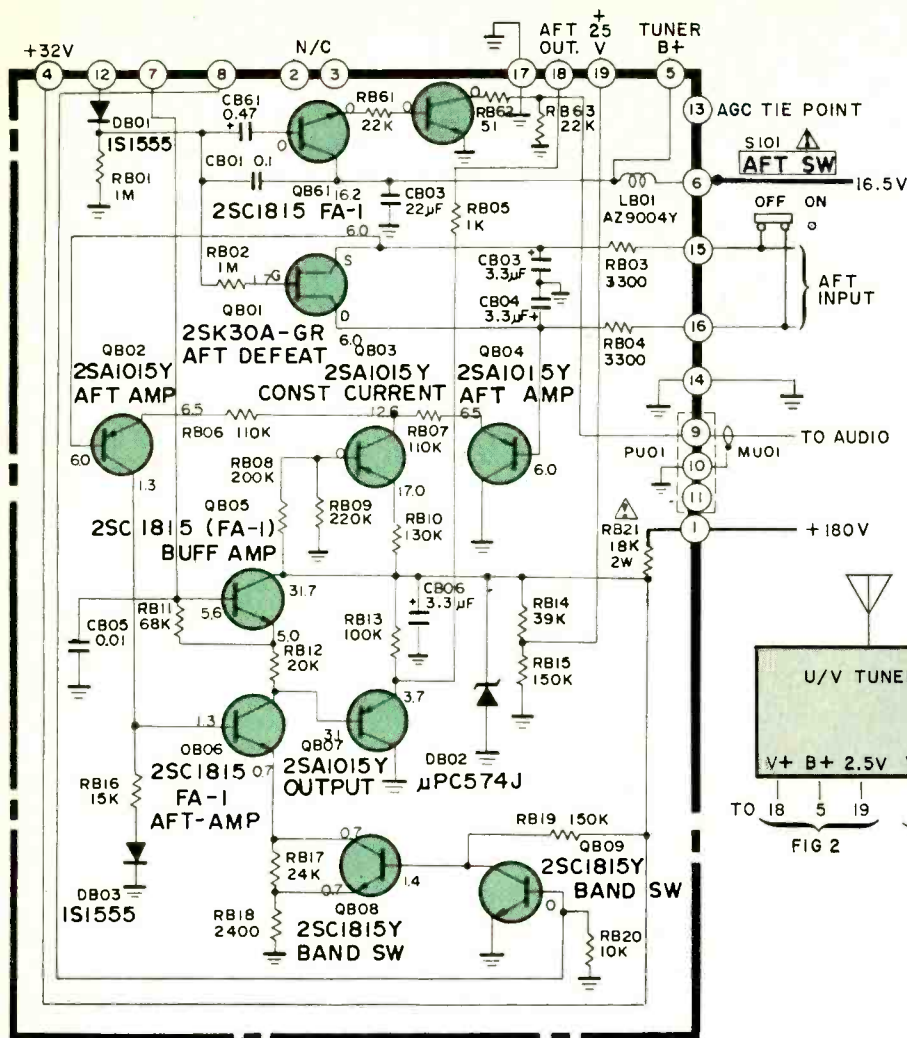 +32V
N/C
AFT OUT.
+ 25 V
TUNER B+
4
12
7
8
2
3
17
18
19
5
DB01
1S1555
RB01
1M
CB61
0.47
CB01 0.1
0
RB61
22K
0
0
RB62
51
RB63
22K
13
AGC TIE POINT
S101
AFT SW
6
16.5V
QB61
16.2
2SC1815 FA-1
CB03
22µF
RB05
1K
LB01
AZ9004Y
OFF ON
6.0
RB02
1M
1.7
G
S
D
6.0
QB01
2SK30A-GR
AFT DEFEAT
CB03
3.3µF
CB04
3.3µF
RB03
3300
15
AFT INPUT
RB04
3300
16
QB02
2SA1015Y
AFT AMP
QB03
2SA1015Y
CONST CURRENT
QB04
2SA1015Y
AFT AMP
14
6.5
RB06 110K
12.6
RB07
110K
6.5
6.0
1.3
0
17.0
6.0
RB08
200K
RB09
220K
RB10
130K
9
PU01
10
11
MU01
TO AUDIO
1
+180V
RB21
18K
2W
QB05
2SC1815 (FA-1)
BUFF AMP
31.7
5.6
5.0
RB11
68K
CB05
0.01
RB12
20K
CB06
3.3µF
RB13
100K
RB14
39K
RB15
150K
1.3
QB06
0.7
2SC1815
FA-1
AFT-AMP
3.1
3.7
QB07
2SA1015Y
OUTPUT
DB02
µPC574J
RB16
15K
DB03
1S1555
RB17
24K
RB18
2400
0.7
0.7
1.4
QB08
2SC1815Y
BAND SW
RB19 150K
QB09
2SC1815Y
BAND SW
0
RB20
10K
U/V TUNE
V+ B+ 2.5V
TO 18 5 19
FIG 2